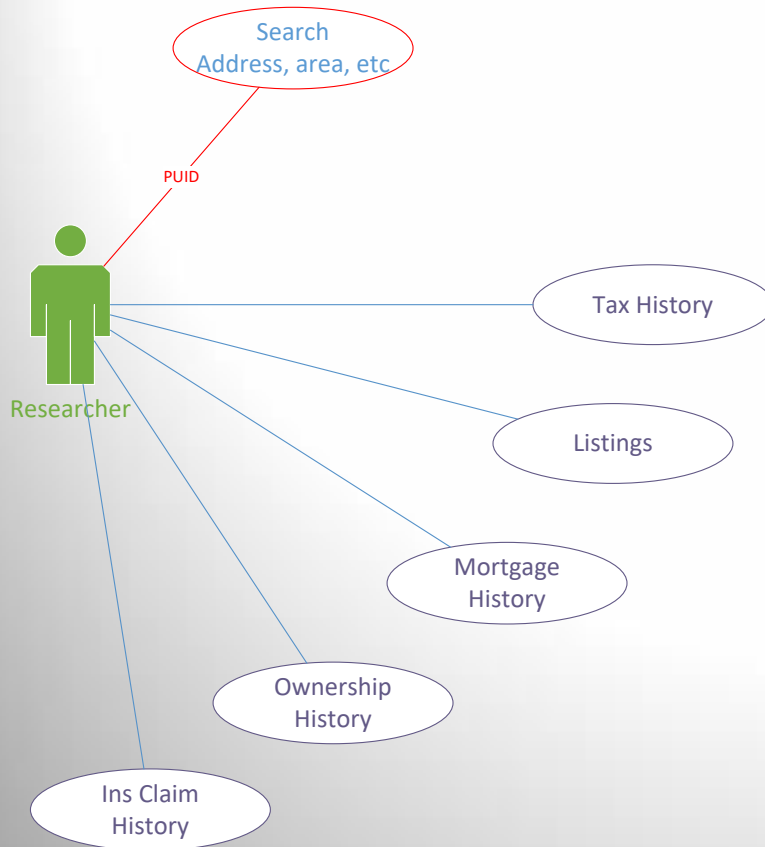 Search
Address, area, etc
PUID
Tax History
Researcher
Listings
Mortgage
History
Ownership
History
Ins Claim
History